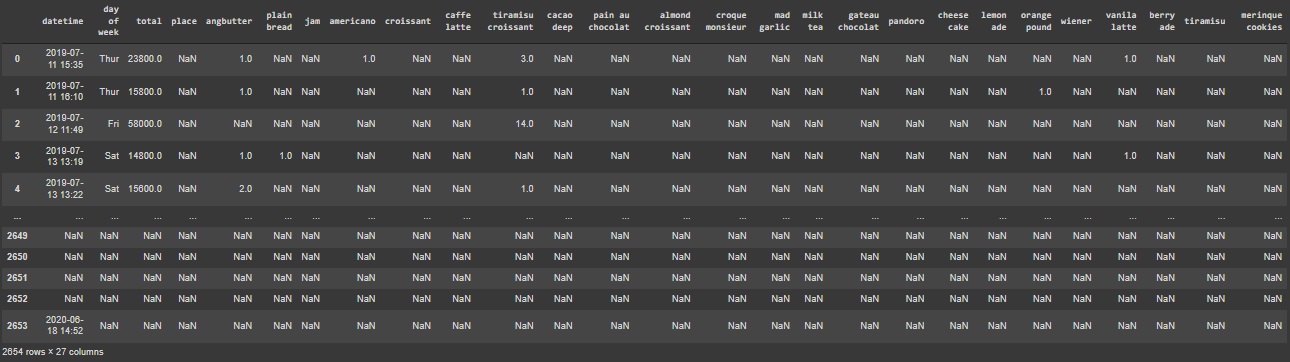 datetime day of week total place angbutter plain bread jam americano croissant caffe latte tiramisu croissant cacao deep pain au chocolat almond croissant croque monsieur mad garlic milk tea gateau chocolat pandoro cheese cake lemon ade orange pound wiener vanila latte berry ade tiramisu merinque cookies
0 2019-07-11 15:35 Thur 23800.0 NaN 1.0 NaN NaN 1.0 NaN NaN 3.0 NaN NaN NaN NaN NaN NaN NaN NaN NaN NaN NaN NaN 1.0 NaN NaN NaN
1 2019-07-11 16:10 Thur 15800.0 NaN 1.0 NaN NaN NaN NaN NaN 1.0 NaN NaN NaN NaN NaN NaN NaN NaN NaN NaN 1.0 NaN NaN NaN NaN NaN
2 2019-07-12 11:49 Fri 58000.0 NaN NaN NaN NaN NaN NaN NaN 14.0 NaN NaN NaN NaN NaN NaN NaN NaN NaN NaN NaN NaN NaN NaN NaN NaN
3 2019-07-13 13:19 Sat 14800.0 NaN 1.0 1.0 NaN NaN NaN NaN NaN NaN NaN NaN NaN NaN NaN NaN NaN NaN NaN NaN NaN 1.0 NaN NaN NaN
4 2019-07-13 13:22 Sat 15600.0 NaN 2.0 NaN NaN NaN NaN NaN 1.0 NaN NaN NaN NaN NaN NaN NaN NaN NaN NaN NaN NaN NaN NaN NaN NaN
... ... ... ... ... ... ... ... ... ... ... ... ... ... ... ... ... ... ... ... ... ... ... ... ... ... ... ...
2649 NaN NaN NaN NaN NaN NaN NaN NaN NaN NaN NaN NaN NaN NaN NaN NaN NaN NaN NaN NaN NaN NaN NaN NaN NaN NaN NaN
2650 NaN NaN NaN NaN NaN NaN NaN NaN NaN NaN NaN NaN NaN NaN NaN NaN NaN NaN NaN NaN NaN NaN NaN NaN NaN NaN NaN
2651 NaN NaN NaN NaN NaN NaN NaN NaN NaN NaN NaN NaN NaN NaN NaN NaN NaN NaN NaN NaN NaN NaN NaN NaN NaN NaN NaN
2652 NaN NaN NaN NaN NaN NaN NaN NaN NaN NaN NaN NaN NaN NaN NaN NaN NaN NaN NaN NaN NaN NaN NaN NaN NaN NaN NaN
2653 2020-06-18 14:52 NaN NaN NaN NaN NaN NaN NaN NaN NaN NaN NaN NaN NaN NaN NaN NaN NaN NaN NaN NaN NaN NaN NaN NaN NaN NaN
2654 rows × 27 columns